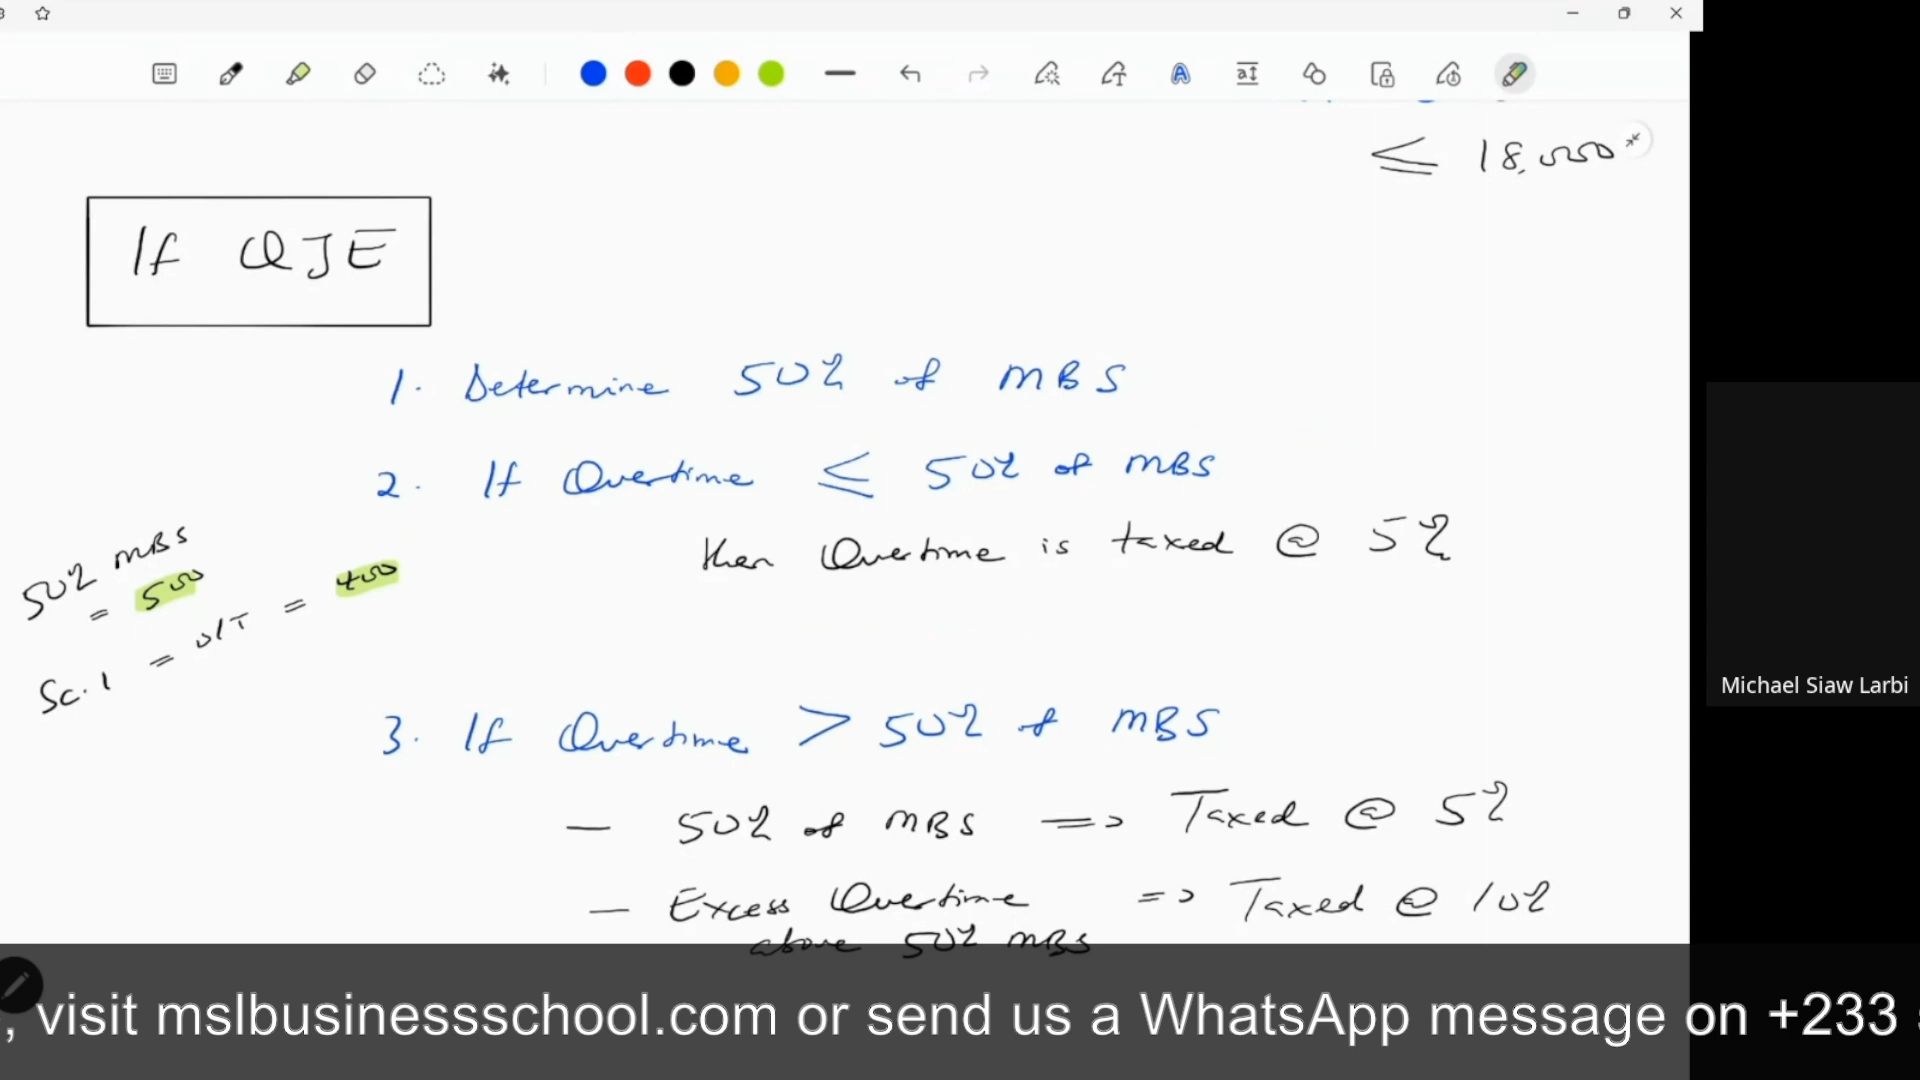 ≤ 18,000
If QJE
1. Determine 50% of MBS
2. If Overtime ≤ 50% of MBS
then Overtime is taxed @ 5%
50% MBS
= 500
Sc. 1 = O/T = 400
3. If Overtime > 50% of MBS
— 50% of MBS => Taxed @ 5%
— Excess Overtime => Taxed @ 10%
above 50% MBS
Michael Siaw Larbi
, visit mslbusinessschool.com or send us a WhatsApp message on +233